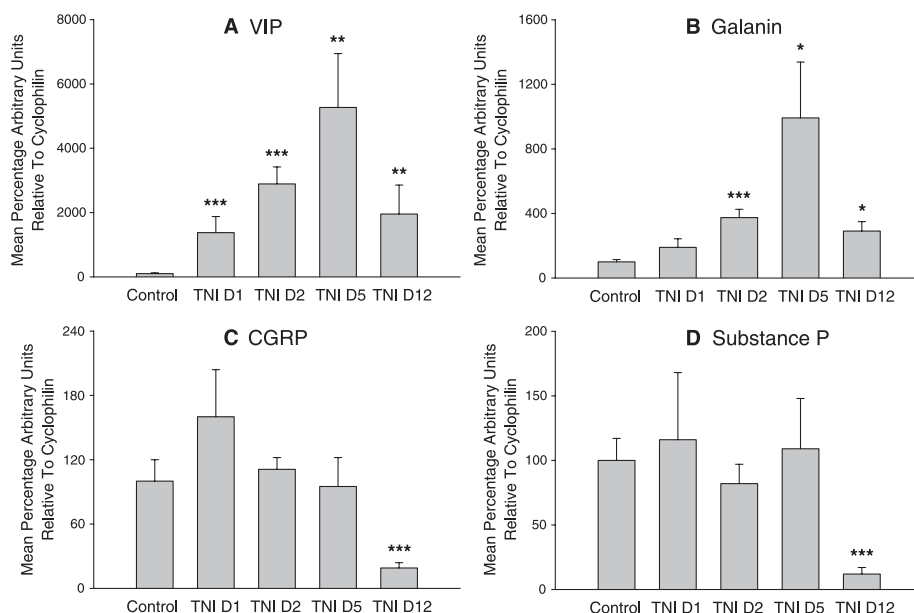 A VIP
Mean Percentage Arbitrary Units
Relative To Cyclophilin
8000
6000
4000
2000
0
***
***
**
**
Control TNI D1 TNI D2 TNI D5 TNI D12
B Galanin
Mean Percentage Arbitrary Units
Relative To Cyclophilin
1600
1200
800
400
0
***
*
*
Control TNI D1 TNI D2 TNI D5 TNI D12
C CGRP
Mean Percentage Arbitrary Units
Relative To Cyclophilin
240
180
120
60
0
***
Control TNI D1 TNI D2 TNI D5 TNI D12
D Substance P
Mean Percentage Arbitrary Units
Relative To Cyclophilin
200
150
100
50
0
***
Control TNI D1 TNI D2 TNI D5 TNI D12